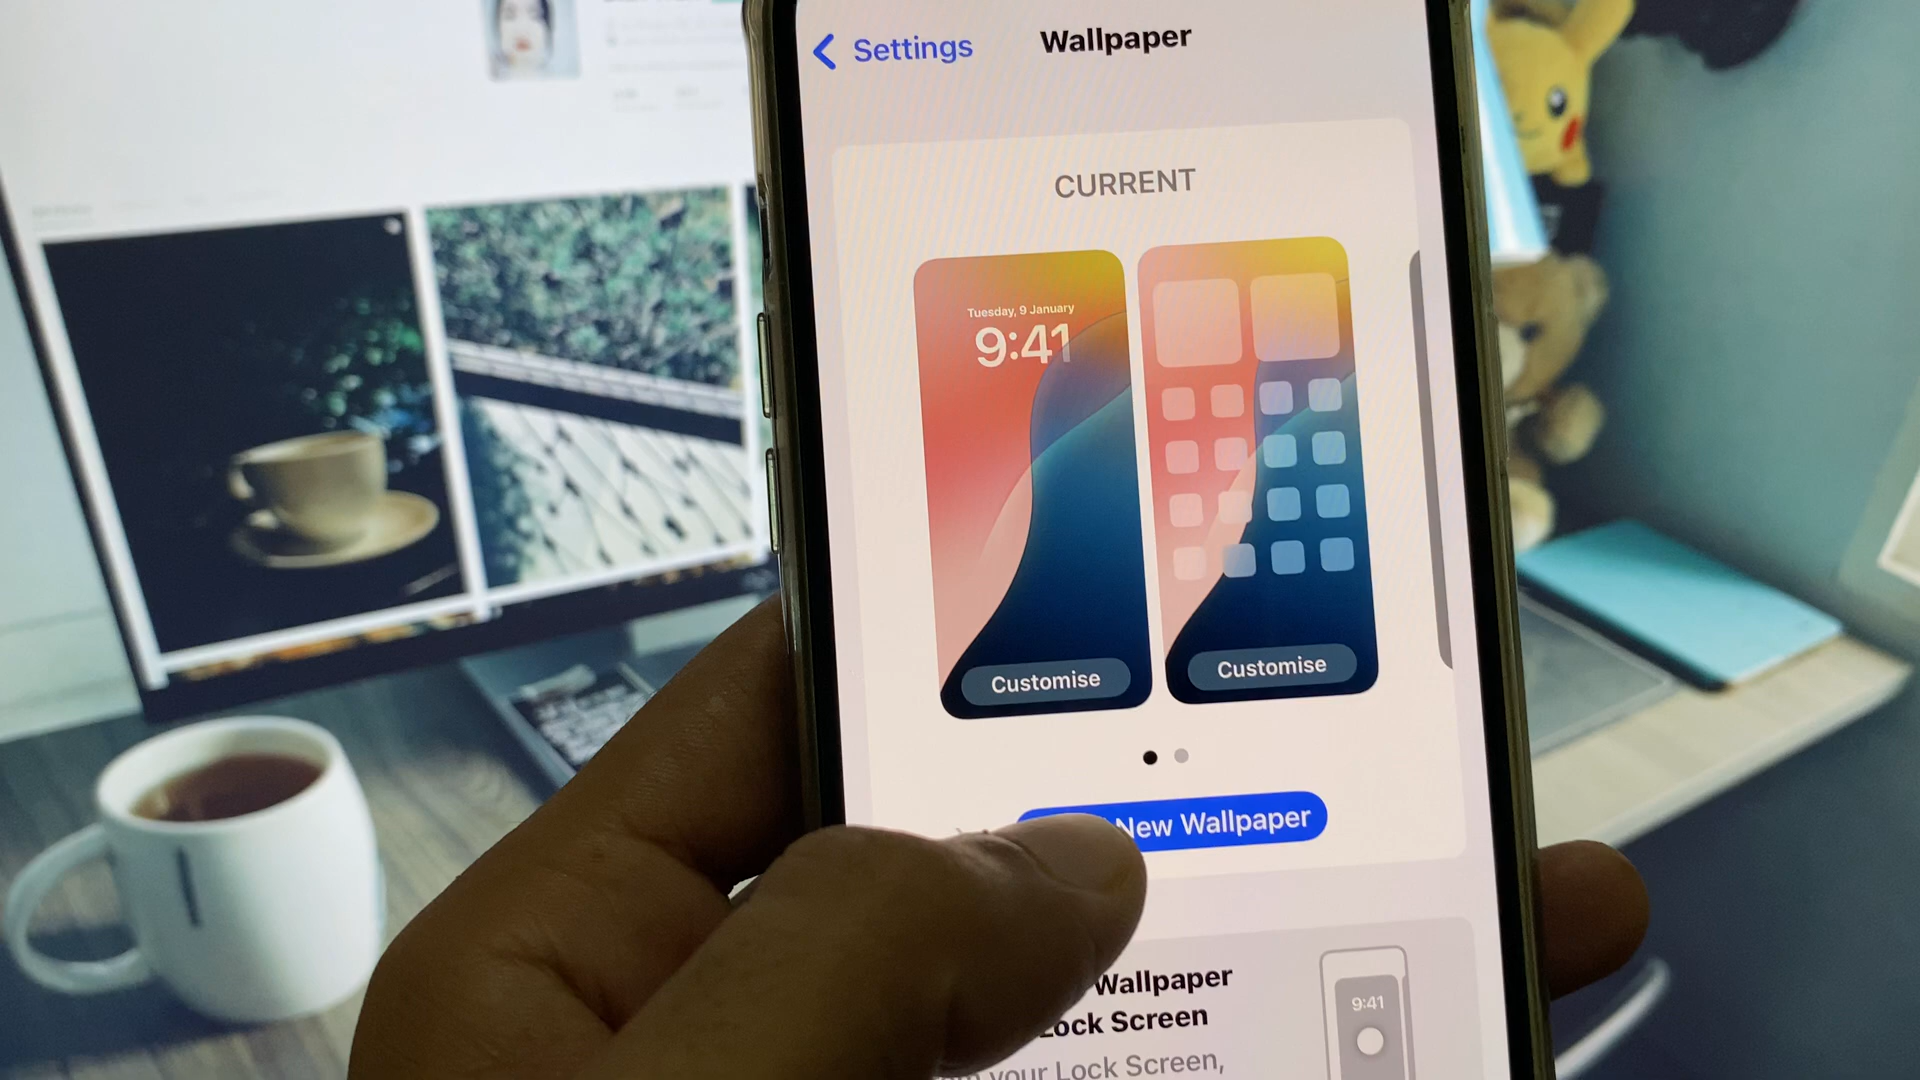 Settings
Wallpaper
CURRENT
Tuesday, 9 January
9:41
Customise
Customise
New Wallpaper
Wallpaper
Lock Screen
9:41
your Lock Screen,